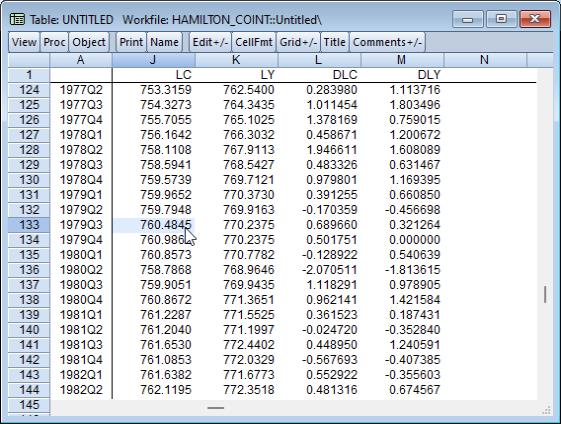 Table: UNTITLED Workfile: HAMILTON_COINT::Untitled\
View Proc Object Print Name Edit+/- CellFmt Grid+/- Title Comments+/-
A J K L M N
1 LC LY DLC DLY
124 1977Q2 753.3159 762.5400 0.283980 1.113716
125 1977Q3 754.3273 764.3435 1.011454 1.803496
126 1977Q4 755.7055 765.1025 1.378169 0.759015
127 1978Q1 756.1642 766.3032 0.458671 1.200672
128 1978Q2 758.1108 767.9113 1.946611 1.608089
129 1978Q3 758.5941 768.5427 0.483326 0.631467
130 1978Q4 759.5739 769.7121 0.979801 1.169395
131 1979Q1 759.9652 770.3730 0.391255 0.660850
132 1979Q2 759.7948 769.9163 -0.170359 -0.456698
133 1979Q3 760.4845 770.2375 0.689660 0.321264
134 1979Q4 760.986 770.2375 0.501751 0.000000
135 1980Q1 760.8573 770.7782 -0.128922 0.540639
136 1980Q2 758.7868 768.9646 -2.070511 -1.813615
137 1980Q3 759.9051 769.9435 1.118291 0.978905
138 1980Q4 760.8672 771.3651 0.962141 1.421584
139 1981Q1 761.2287 771.5525 0.361523 0.187431
140 1981Q2 761.2040 771.1997 -0.024720 -0.352840
141 1981Q3 761.6530 772.4402 0.448950 1.240591
142 1981Q4 761.0853 772.0329 -0.567693 -0.407385
143 1982Q1 761.6382 771.6773 0.552922 -0.355603
144 1982Q2 762.1195 772.3518 0.481316 0.674567
145